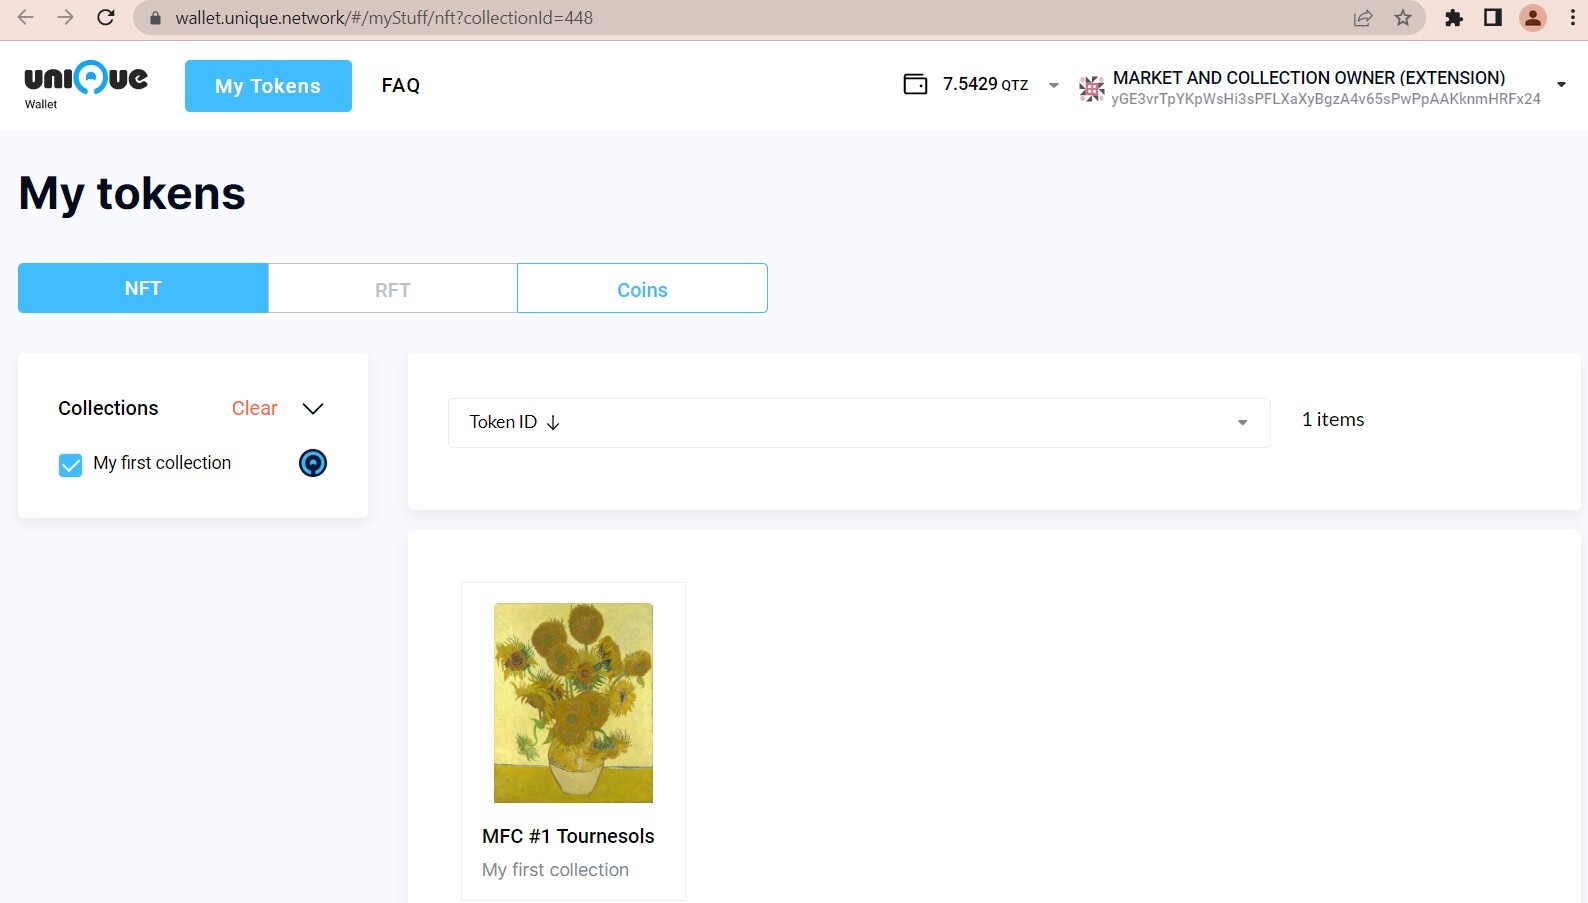 wallet.unique.network/#/myStuff/nft?collectionId=448
uniQue
Wallet
My Tokens
FAQ
7.5429 QTZ
MARKET AND COLLECTION OWNER (EXTENSION)
yGE3vrTpYKpWsHi3sPFLXaXyBgzA4v65sPwPpAAKknmHRFx24
My tokens
NFT
RFT
Coins
Collections
Clear
My first collection
Token ID ↓
1 items
MFC #1 Tournesols
My first collection